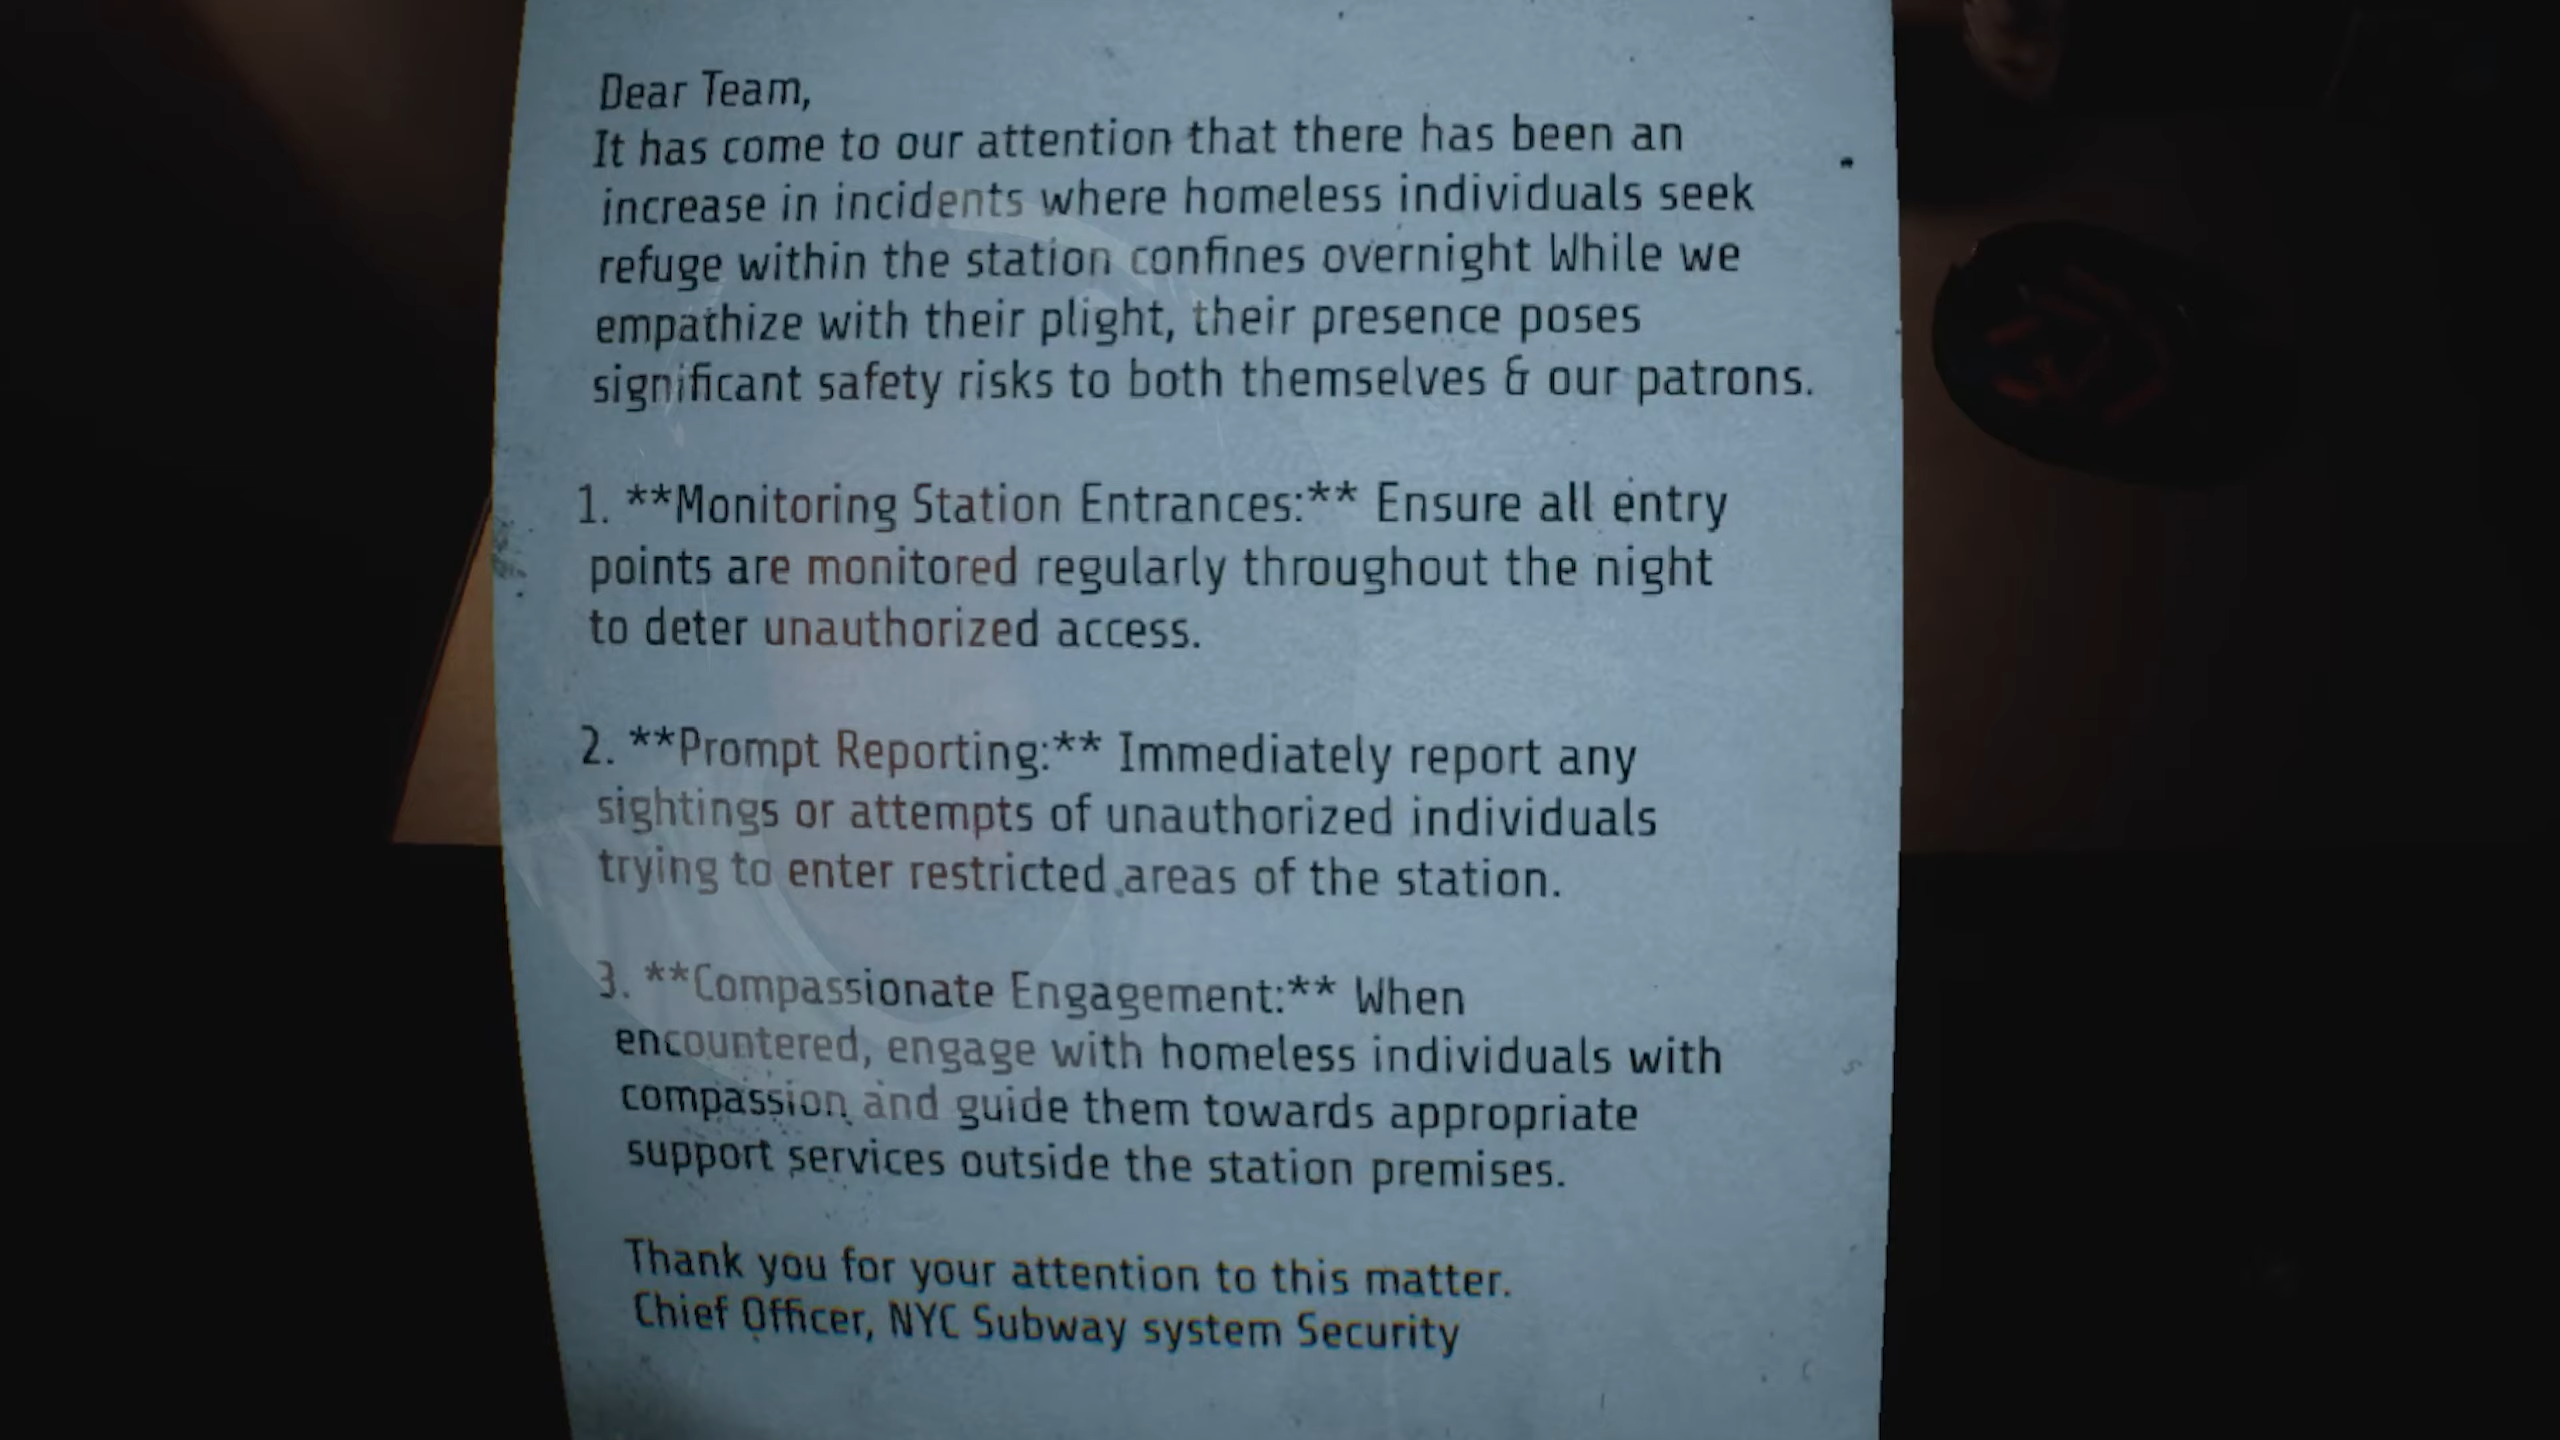 Dear Team,
It has come to our attention that there has been an
increase in incidents where homeless individuals seek
refuge within the station confines overnight While we
empathize with their plight, their presence poses
significant safety risks to both themselves & our patrons.
1. **Monitoring Station Entrances:** Ensure all entry
points are monitored regularly throughout the night
to deter unauthorized access.
2. **Prompt Reporting:** Immediately report any
sightings or attempts of unauthorized individuals
trying to enter restricted areas of the station.
3. **Compassionate Engagement:** When
encountered, engage with homeless individuals with
compassion and guide them towards appropriate
support services outside the station premises.
Thank you for your attention to this matter.
Chief Officer, NYC Subway system Security